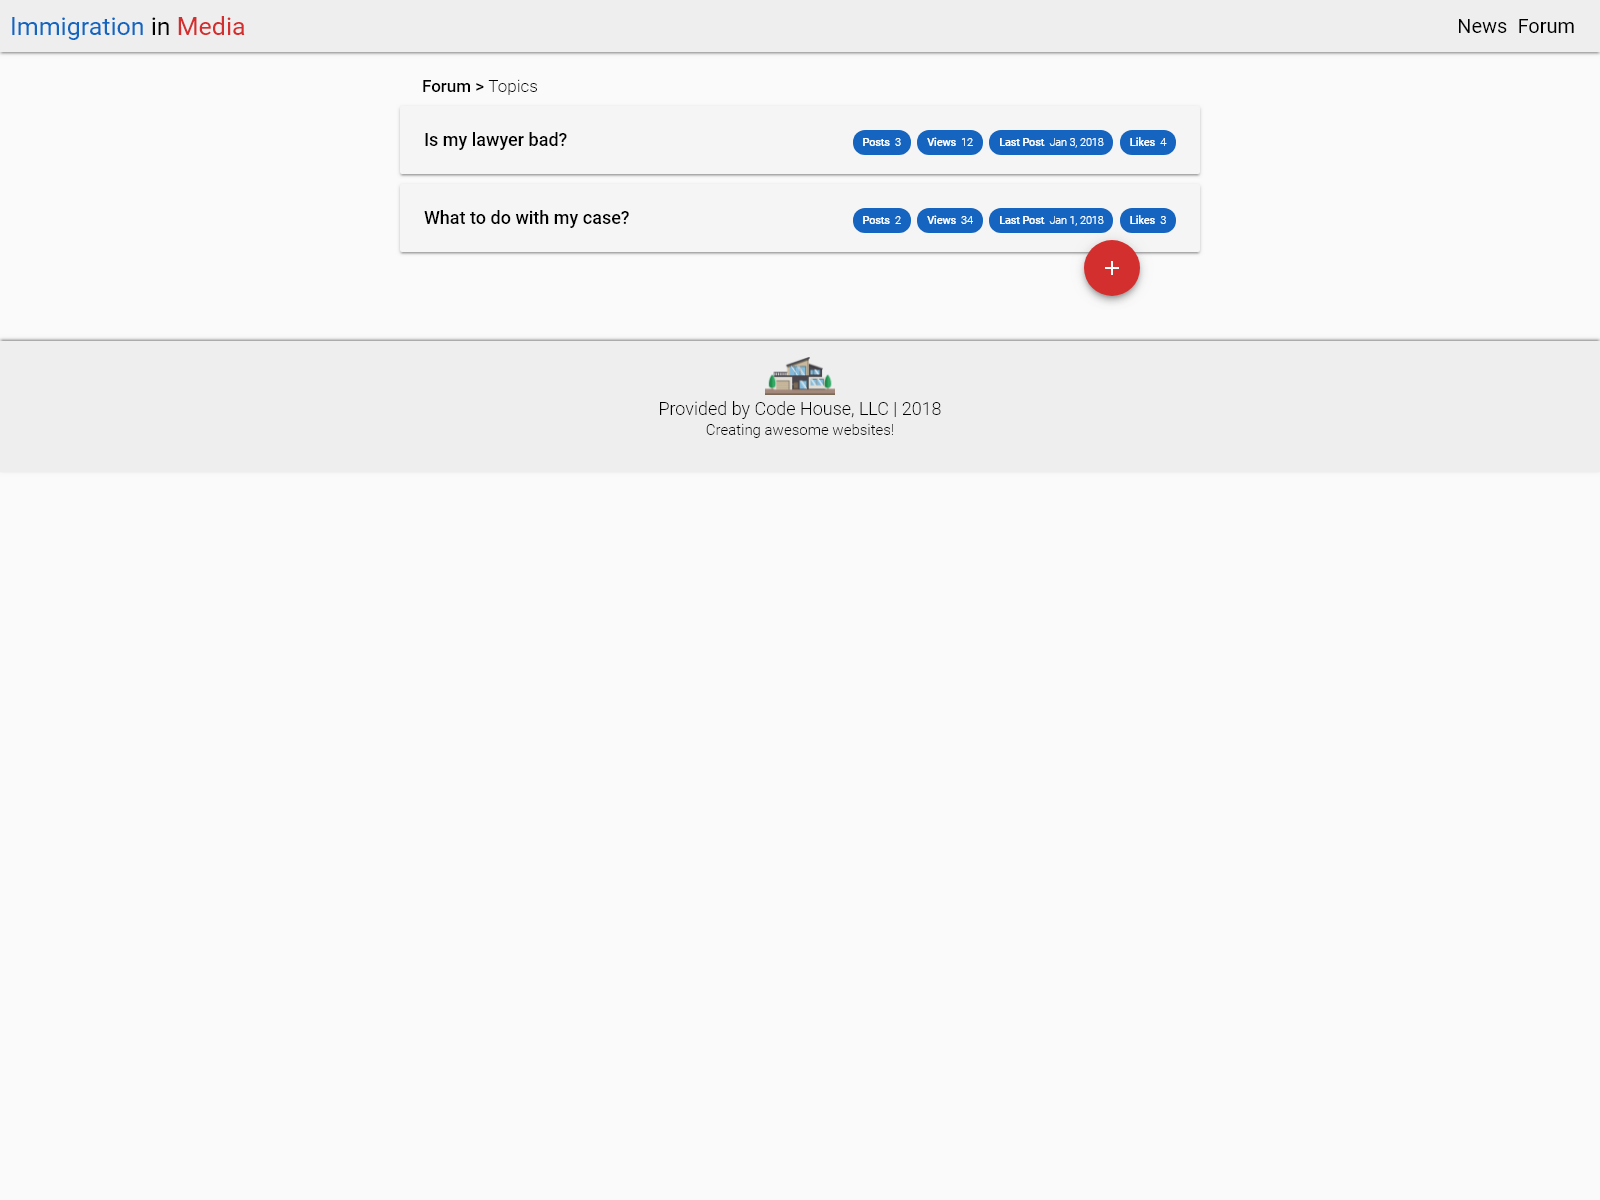 Immigration in Media
News Forum
Forum > Topics
Is my lawyer bad?
Posts 3 Views 12 Last Post Jan 3, 2018 Likes 4
What to do with my case?
Posts 2 Views 34 Last Post Jan 1, 2018 Likes 3
+
Provided by Code House, LLC | 2018
Creating awesome websites!